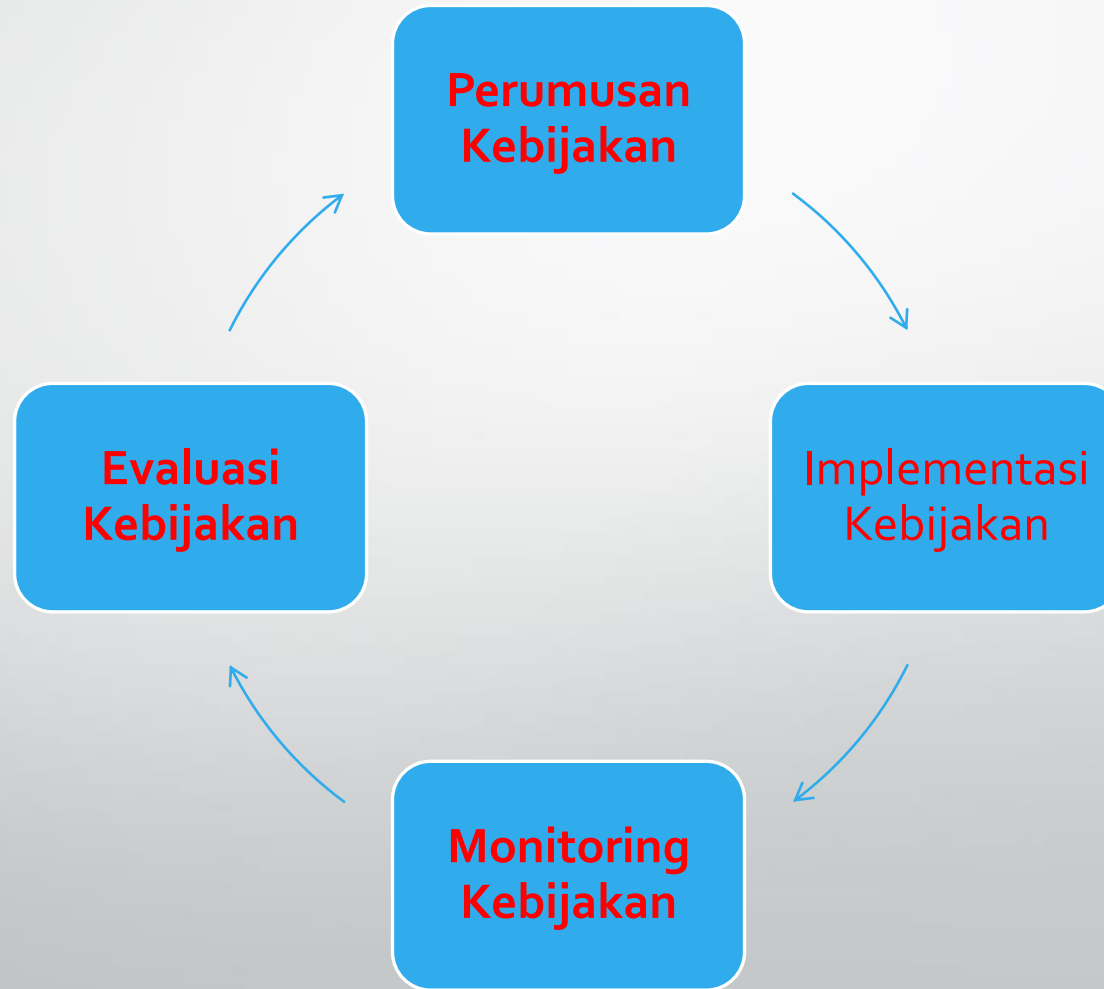 Perumusan
Kebijakan
Evaluasi
Kebijakan
Implementasi
Kebijakan
Monitoring
Kebijakan